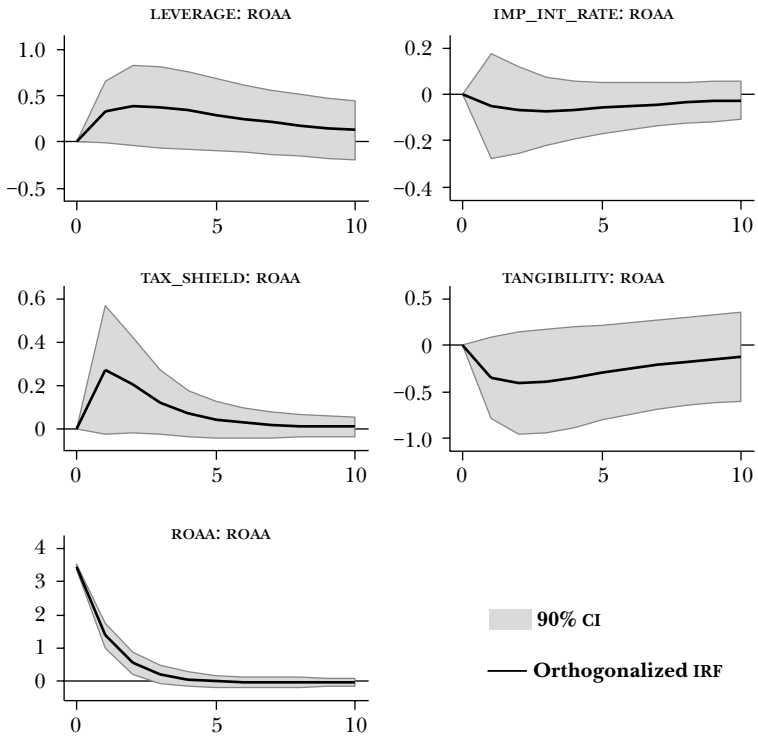 LEVERAGE: ROAA
1.0
0.5
0
−0.5
0 5 10
IMP_INT_RATE: ROAA
0.2
0
−0.2
−0.4
0 5 10
TAX_SHIELD: ROAA
0.6
0.4
0.2
0
0 5 10
TANGIBILITY: ROAA
0.5
0
−0.5
−1.0
0 5 10
ROAA: ROAA
4
3
2
1
0
0 5 10
90% CI
Orthogonalized IRF